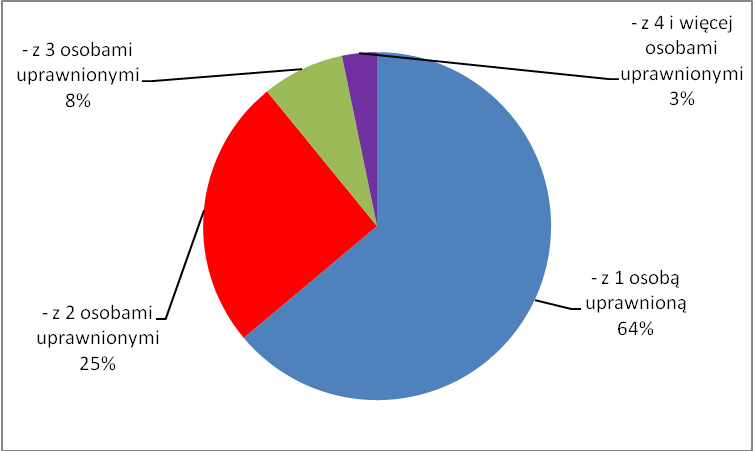 - z 3 osobami
uprawnionymi
8%
- z 4 i więcej
osobami
uprawnionymi
3%
- z 2 osobami
uprawnionymi
25%
- z 1 osobą
uprawnioną
64%